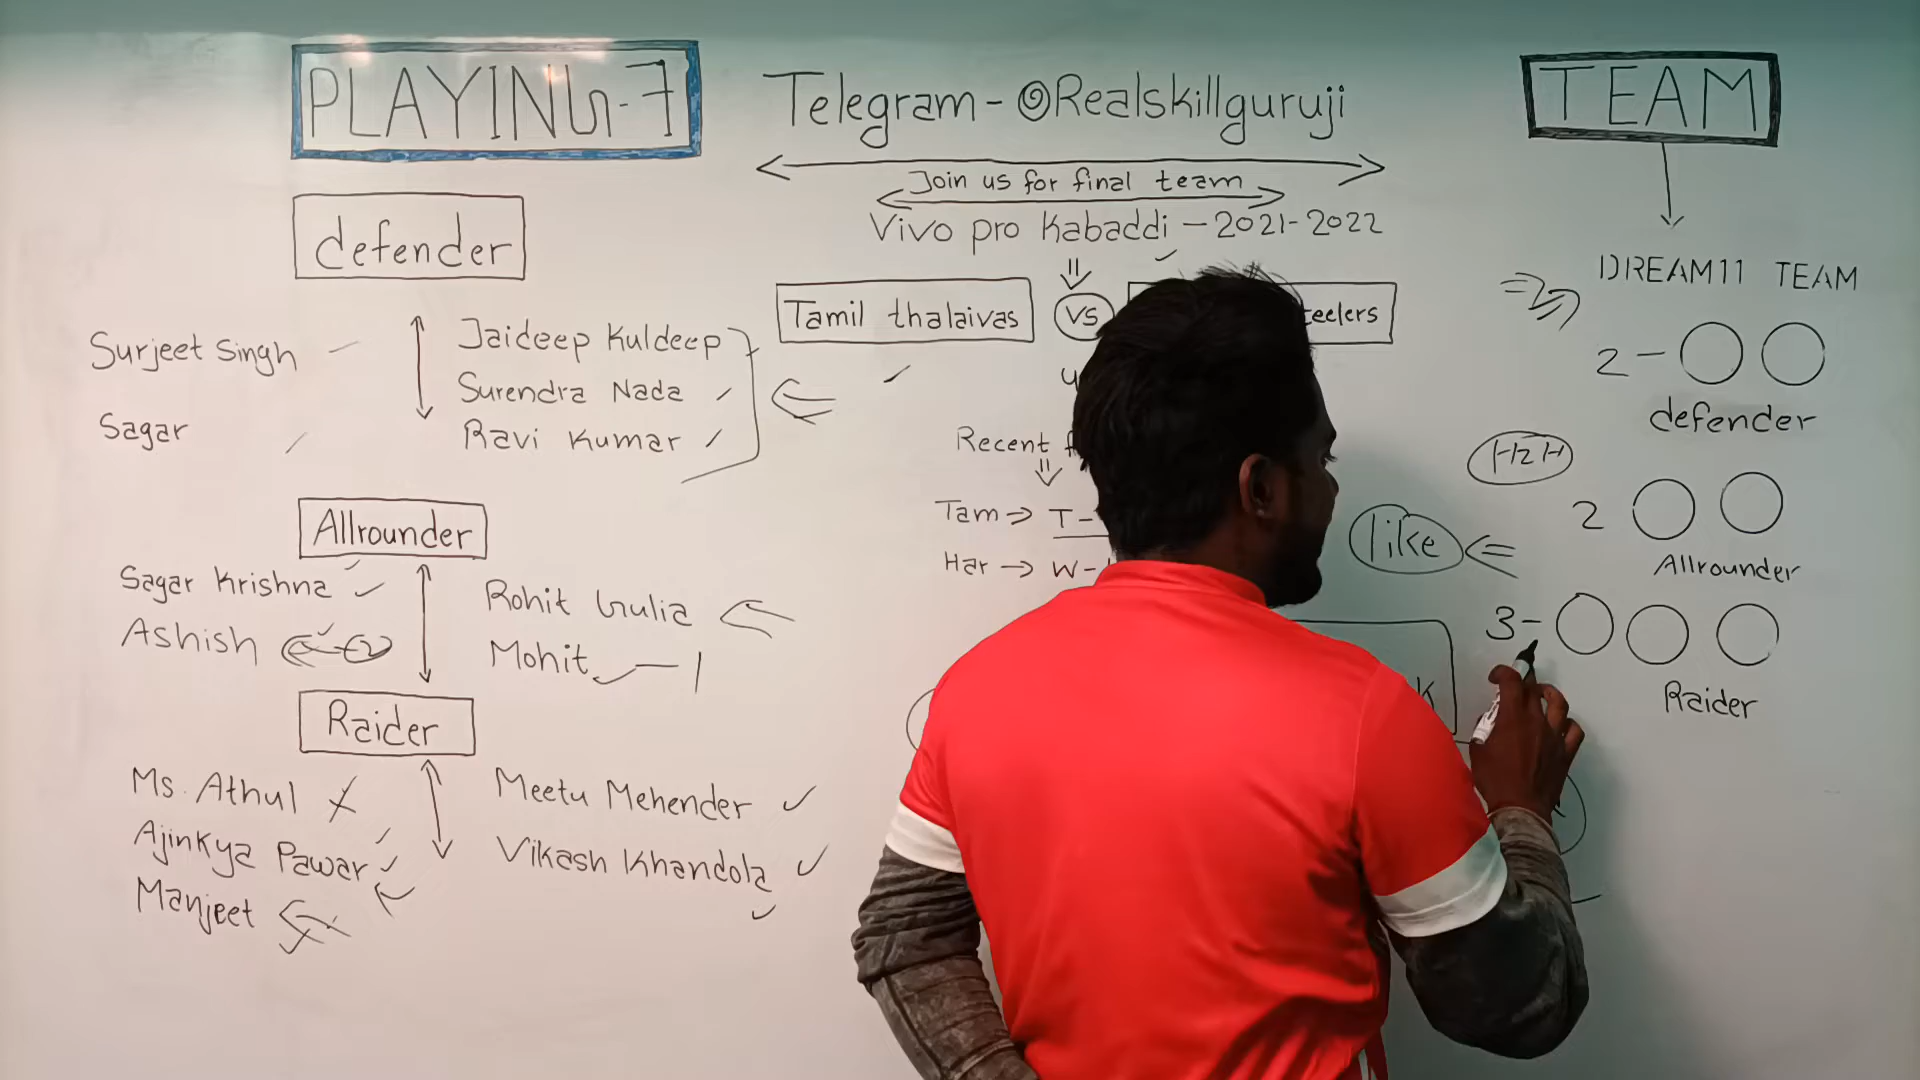 PLAYING-7
Telegram - @Realskillguruji
TEAM
Join us for final team
Vivo pro Kabaddi - 2021-2022
defender
DREAM11 TEAM
Tamil thalaivas
VS
teelers
Surjeet Singh
Jaideep Kuldeep
2 -
Surendra Nada
defender
Sagar
Ravi Kumar
Recent
H2H
Tam → T-
2
Allrounder
like
Har → W-
Allrounder
Sagar Krishna
Rohit Gulia
3-
Ashish
Mohit - 1
Raider
Raider
Ms. Athul
Meetu Mehender
Ajinkya Pawar
Vikash Khandola
Manjeet